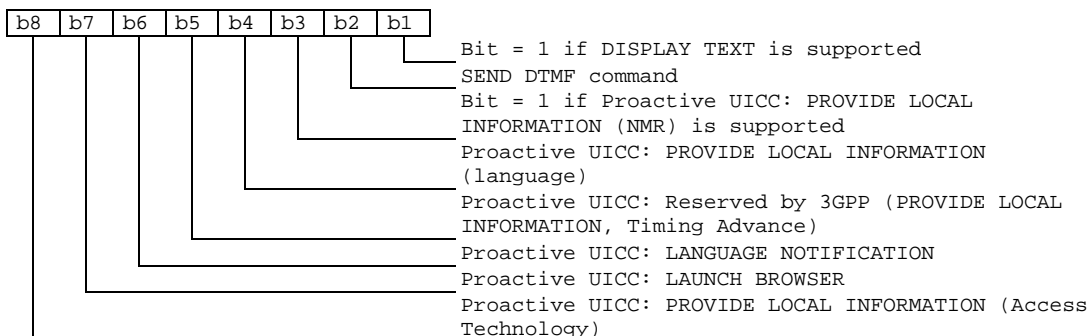 b8 b7 b6 b5 b4 b3 b2 b1
Bit = 1 if DISPLAY TEXT is supported
SEND DTMF command
Bit = 1 if Proactive UICC: PROVIDE LOCAL
INFORMATION (NMR) is supported
Proactive UICC: PROVIDE LOCAL INFORMATION
(language)
Proactive UICC: Reserved by 3GPP (PROVIDE LOCAL
INFORMATION, Timing Advance)
Proactive UICC: LANGUAGE NOTIFICATION
Proactive UICC: LAUNCH BROWSER
Proactive UICC: PROVIDE LOCAL INFORMATION (Access
Technology)